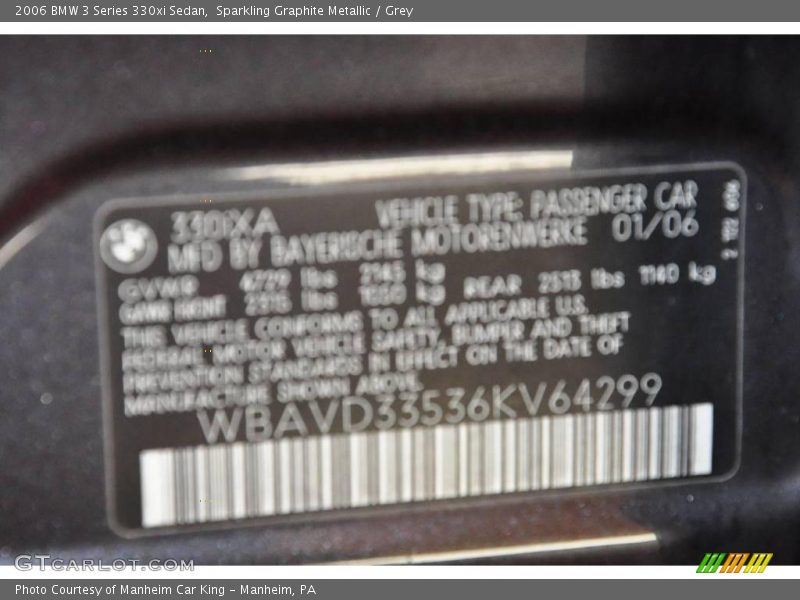 2006 BMW 3 Series 330xi Sedan,  Sparkling Graphite Metallic / Grey
330IXA VEHICLE TYPE: PASSENGER CAR
MFD BY BAYERISCHE MOTORENWERKE 01/06
GVWR lbs 2145 kg
GAWR FRONT 2315 lbs 1050 kg REAR 2513 lbs 1140 kg
THIS VEHICLE CONFORMS TO ALL APPLICABLE U.S.
FEDERAL MOTOR VEHICLE SAFETY, BUMPER AND THEFT
PREVENTION STANDARDS IN EFFECT ON THE DATE OF
MANUFACTURE SHOWN ABOVE.
WBAVD33536KV64299
GTCARLOT.COM
Photo Courtesy of Manheim Car King - Manheim, PA